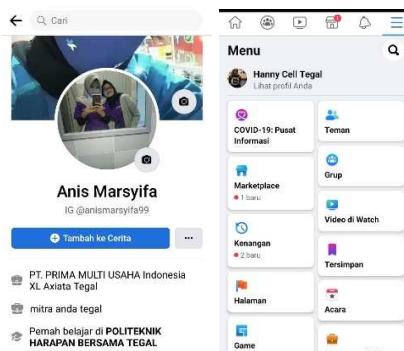 Cari
Anis Marsyifa
IG @anismarsyifa99
Tambah ke Cerita
PT. PRIMA MULTI USAHA Indonesia
XL Axiata Tegal
mitra anda tegal
Pernah belajar di POLITEKNIK
HARAPAN BERSAMA TEGAL
Menu
Hanny Cell Tegal
Lihat profil Anda
COVID-19: Pusat
Informasi
Marketplace
1 baru
Kenangan
2 baru
Halaman
Game
Teman
Grup
Video di Watch
Tersimpan
Acara